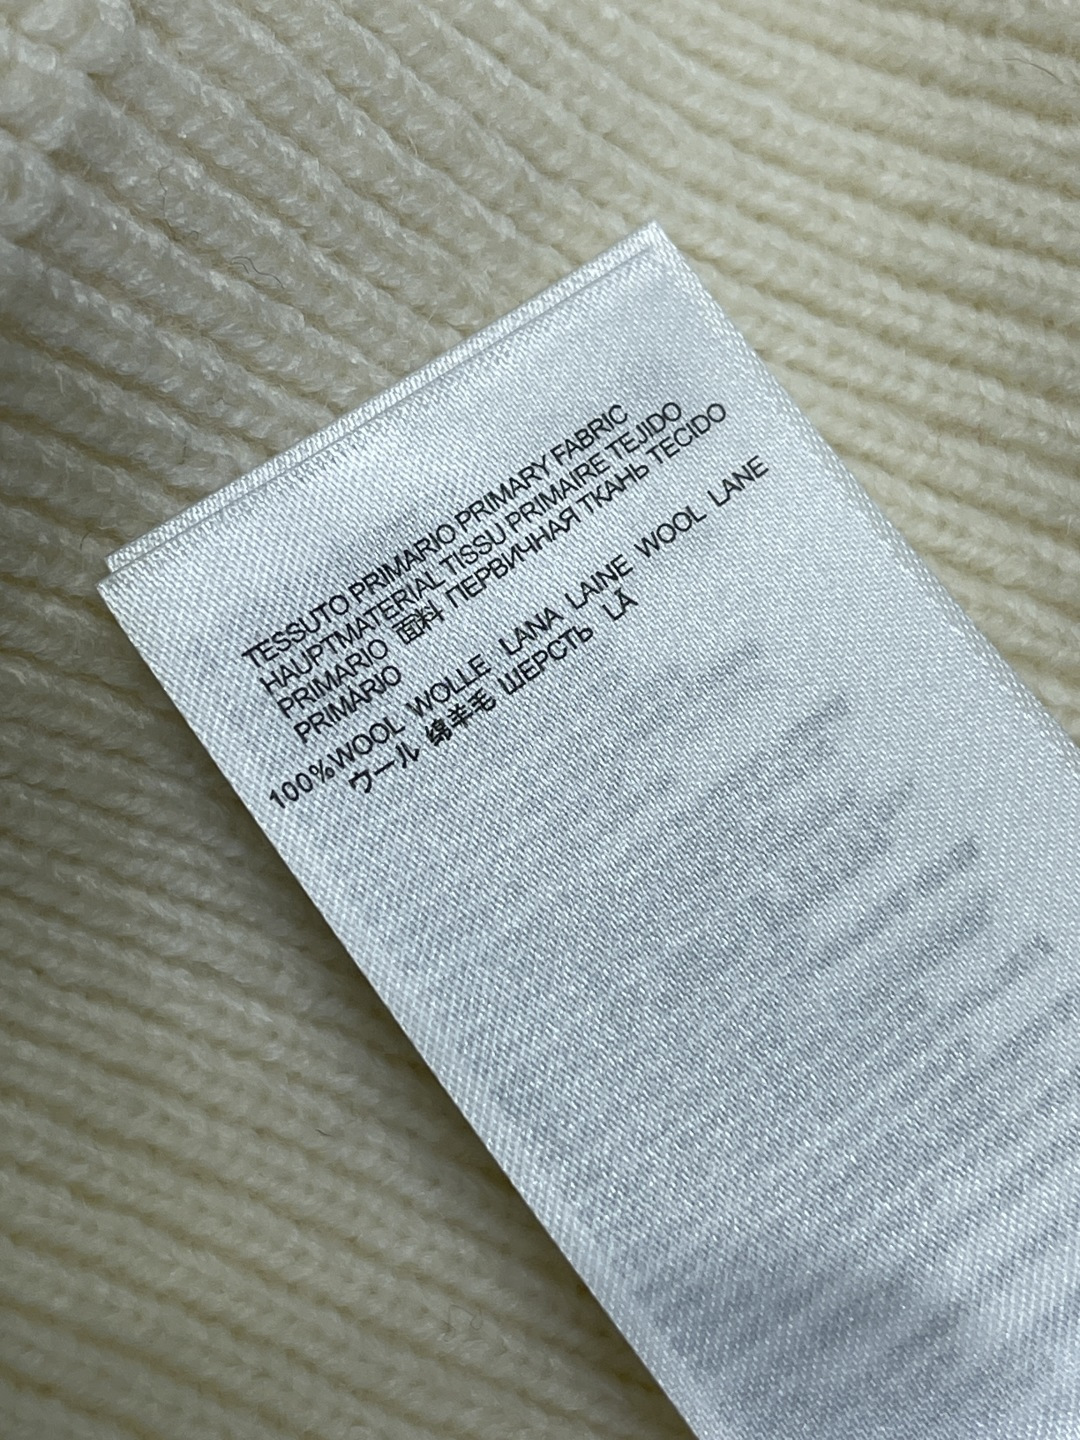 TESSUTO PRIMARIO PRIMARY FABRIC
HAUPTMATERIAL TISSU PRIMAIRE TEJIDO
PRIMARIO 面料 ПЕРВИЧНАЯ ТКАНЬ TECIDO
PRIMARIO
100%WOOL WOLLE LANA LAINE WOOL LANE
ウール 绵羊毛 ШЕРСТЬ LÃ